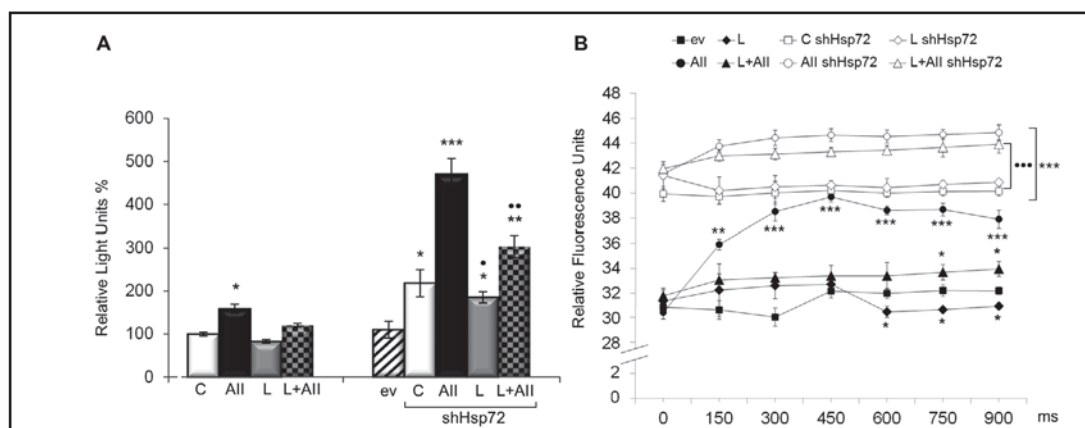 A
Relative Light Units %
600
500
400
300
200
100
0
*
***
*
•
*
••
**
C AII L L+AII ev C AII L L+AII
shHsp72
B
ev L C shHsp72 L shHsp72
AII L+AII AII shHsp72 L+AII shHsp72
Relative Fluorescence Units
48
46
44
42
40
38
36
34
32
30
28
2
0
••• ***
** *** *** *** *** ***
* *
* * *
0 150 300 450 600 750 900 ms